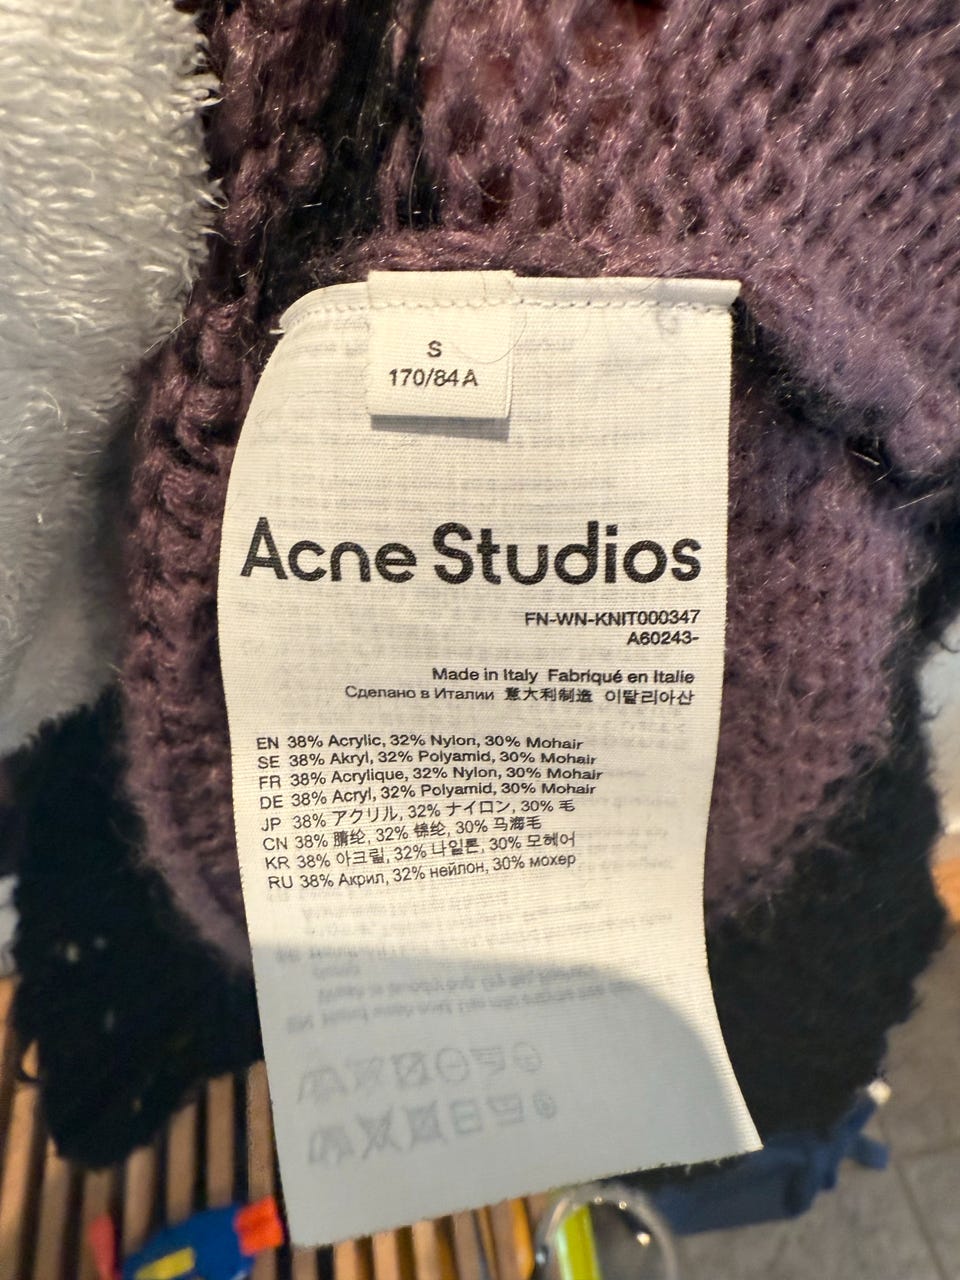 S
170/84A
Acne Studios
FN-WN-KNIT000347
A60243-
Made in Italy Fabriqué en Italie
Сделано в Италии 意大利制造 이탈리아산
EN 38% Acrylic, 32% Nylon, 30% Mohair
SE 38% Akryl, 32% Polyamid, 30% Mohair
FR 38% Acrylique, 32% Nylon, 30% Mohair
DE 38% Acryl, 32% Polyamid, 30% Mohair
JP 38% アクリル, 32% ナイロン, 30% 毛
CN 38% 腈纶, 32% 锦纶, 30% 马海毛
KR 38% 아크릴, 32% 나일론, 30% 모헤어
RU 38% Акрил, 32% нейлон, 30% мохер